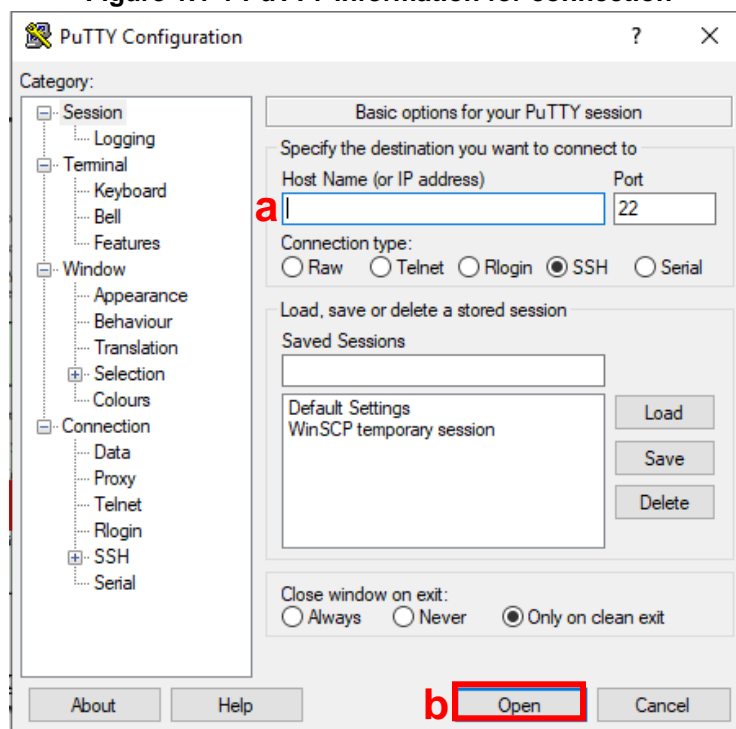 PuTTY Configuration ? X
Category:
Session
Logging
Terminal
Keyboard
Bell
Features
Window
Appearance
Behaviour
Translation
Selection
Colours
Connection
Data
Proxy
Telnet
Rlogin
SSH
Serial
Basic options for your PuTTY session
Specify the destination you want to connect to
Host Name (or IP address) Port
a 22
Connection type:
Raw Telnet Rlogin SSH Serial
Load, save or delete a stored session
Saved Sessions
Default Settings
WinSCP temporary session
Load
Save
Delete
Close window on exit:
Always Never Only on clean exit
About Help b Open Cancel